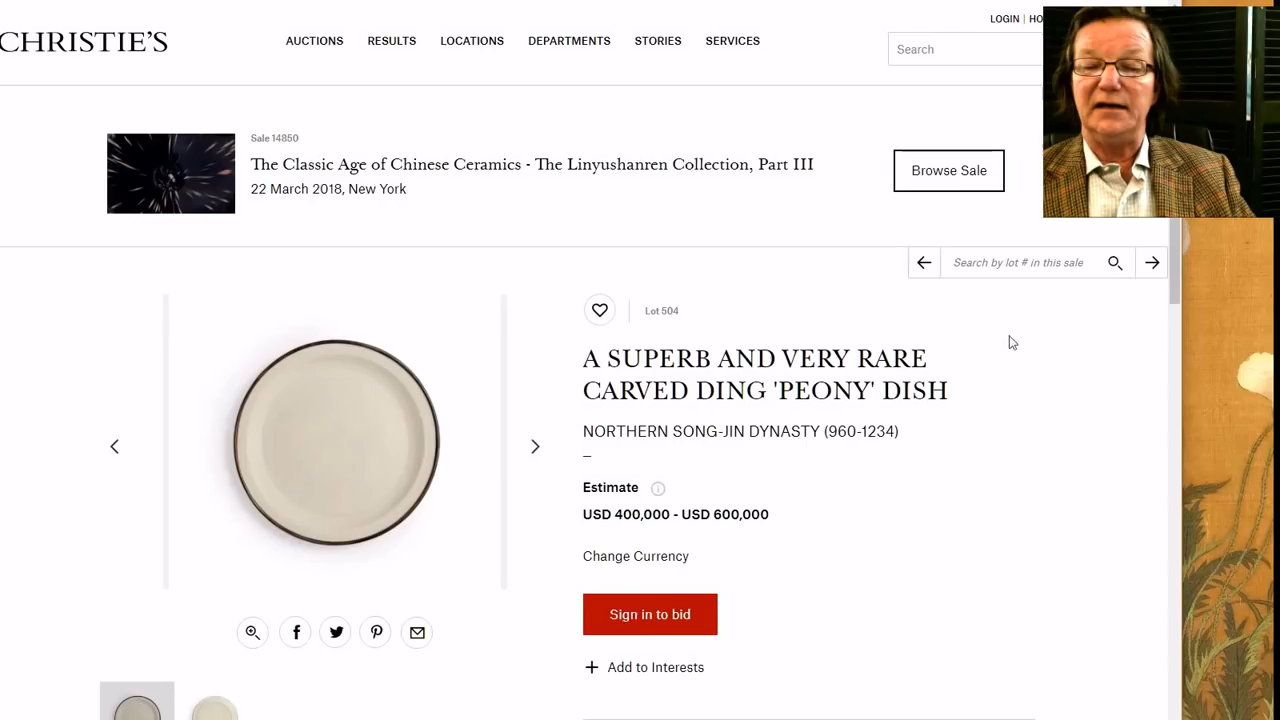 CHRISTIE'S
AUCTIONS RESULTS LOCATIONS DEPARTMENTS STORIES SERVICES
LOGIN | HO
Search
Sale 14850
The Classic Age of Chinese Ceramics - The Linyushanren Collection, Part III
22 March 2018, New York
Browse Sale
Search by lot # in this sale
Lot 504
A SUPERB AND VERY RARE
CARVED DING 'PEONY' DISH
NORTHERN SONG-JIN DYNASTY (960-1234)
–
Estimate
USD 400,000 - USD 600,000
Change Currency
Sign in to bid
+ Add to Interests